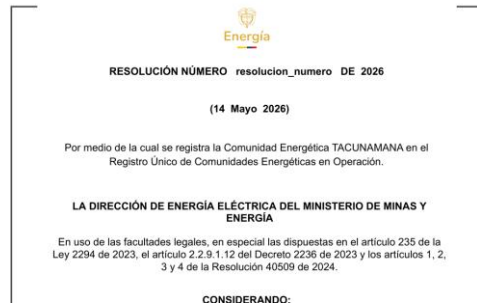 Energía
RESOLUCIÓN NÚMERO resolucion_numero DE 2026
(14 Mayo 2026)
Por medio de la cual se registra la Comunidad Energética TACUNAMANA en el
Registro Único de Comunidades Energéticas en Operación.
LA DIRECCIÓN DE ENERGÍA ELÉCTRICA DEL MINISTERIO DE MINAS Y
ENERGÍA
En uso de las facultades legales, en especial las dispuestas en el artículo 235 de la
Ley 2294 de 2023, el artículo 2.2.9.1.12 del Decreto 2236 de 2023 y los artículos 1, 2,
3 y 4 de la Resolución 40509 de 2024.
CONSIDERANDO: